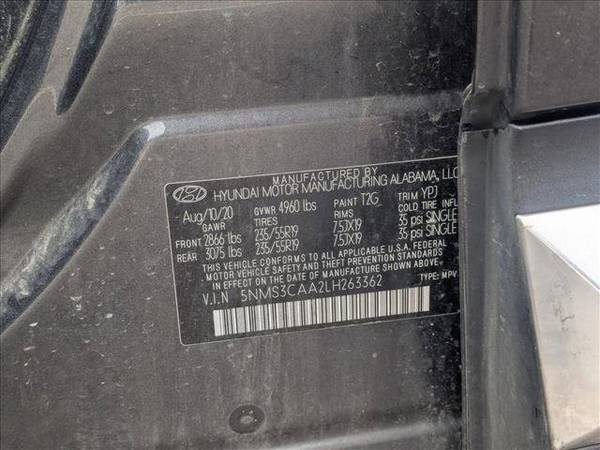 MANUFACTURED BY
HYUNDAI MOTOR MANUFACTURING ALABAMA, LLC
Aug/10/20 GVWR 4960 lbs PAINT T2G TRIM YPJ
GAWR TIRES RIMS COLD TIRE INFL
FRONT 2866 lbs 235/55R19 7.5JX19 35 psi SINGLE
REAR 3075 lbs 235/55R19 7.5JX19 35 psi SINGLE
THIS VEHICLE CONFORMS TO ALL APPLICABLE U.S.A. FEDERAL
MOTOR VEHICLE SAFETY STANDARDS IN EFFECT
ON THE DATE OF MANUFACTURE SHOWN ABOVE.
V.I.N 5NMS3CAA2LH263362 TYPE: MPV